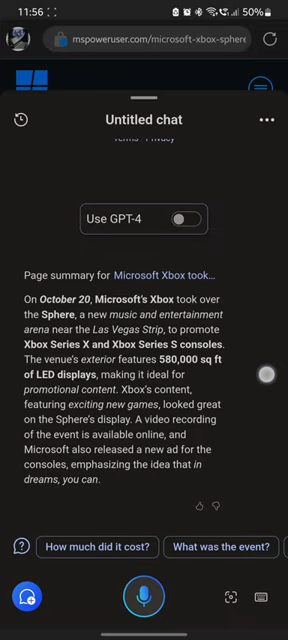 11:56
50%
mspoweruser.com/microsoft-xbox-sphere
Untitled chat
Terms Privacy
Use GPT-4
Page summary for Microsoft Xbox took...
On October 20, Microsoft's Xbox took over
the Sphere, a new music and entertainment
arena near the Las Vegas Strip, to promote
Xbox Series X and Xbox Series S consoles.
The venue's exterior features 580,000 sq ft
of LED displays, making it ideal for
promotional content. Xbox's content,
featuring exciting new games, looked great
on the Sphere's display. A video recording
of the event is available online, and
Microsoft also released a new ad for the
consoles, emphasizing the idea that in
dreams, you can.
How much did it cost?
What was the event?